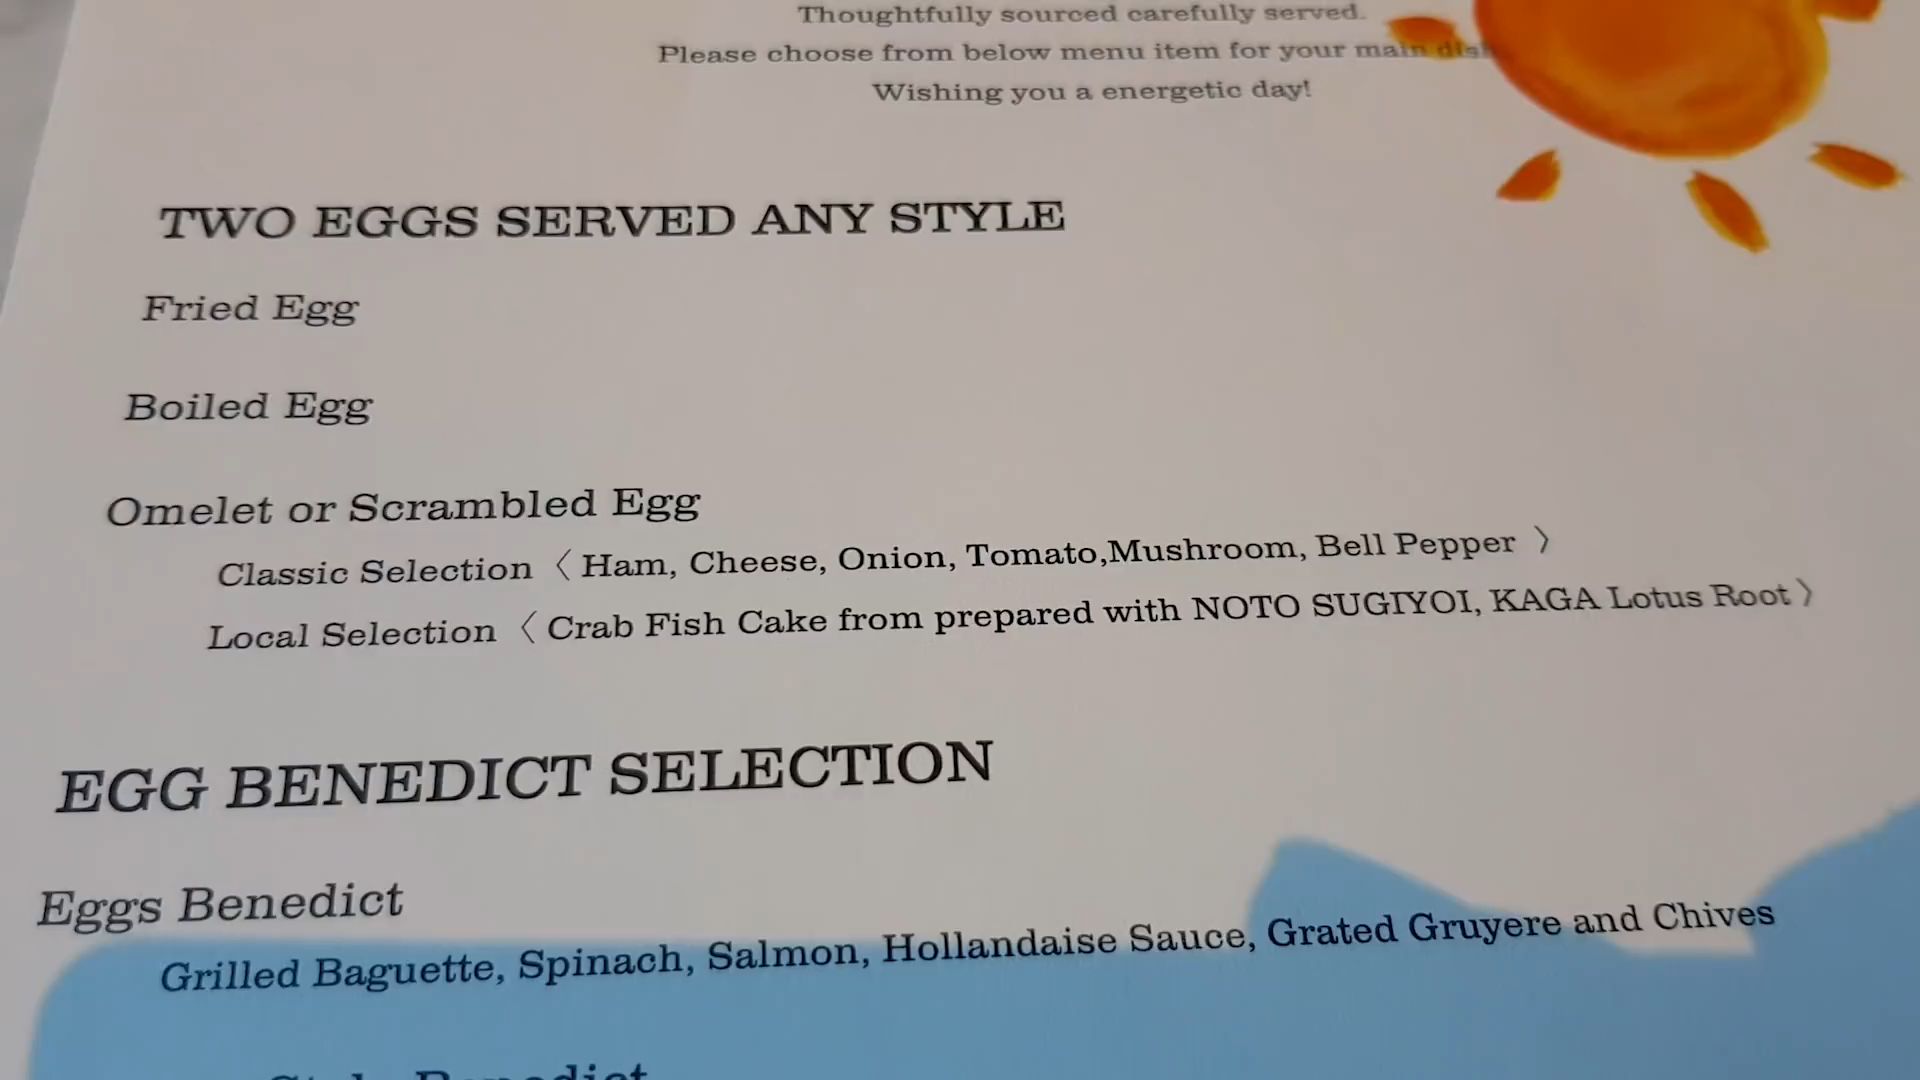 Thoughtfully sourced carefully served.
Please choose from below menu item for your main dish
Wishing you a energetic day!
TWO EGGS SERVED ANY STYLE
Fried Egg
Boiled Egg
Omelet or Scrambled Egg
Classic Selection 〈 Ham, Cheese, Onion, Tomato,Mushroom, Bell Pepper 〉
Local Selection 〈 Crab Fish Cake from prepared with NOTO SUGIYOI, KAGA Lotus Root 〉
EGG BENEDICT SELECTION
Eggs Benedict
Grilled Baguette, Spinach, Salmon, Hollandaise Sauce, Grated Gruyere and Chives
Style Benedict